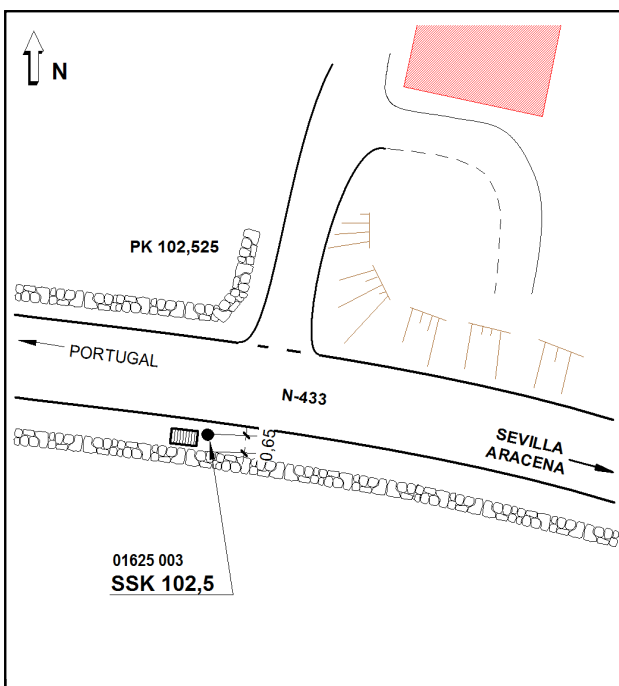 N
PK 102,525
PORTUGAL
N-433
SEVILLA
ARACENA
0,65
01625 003
SSK 102,5